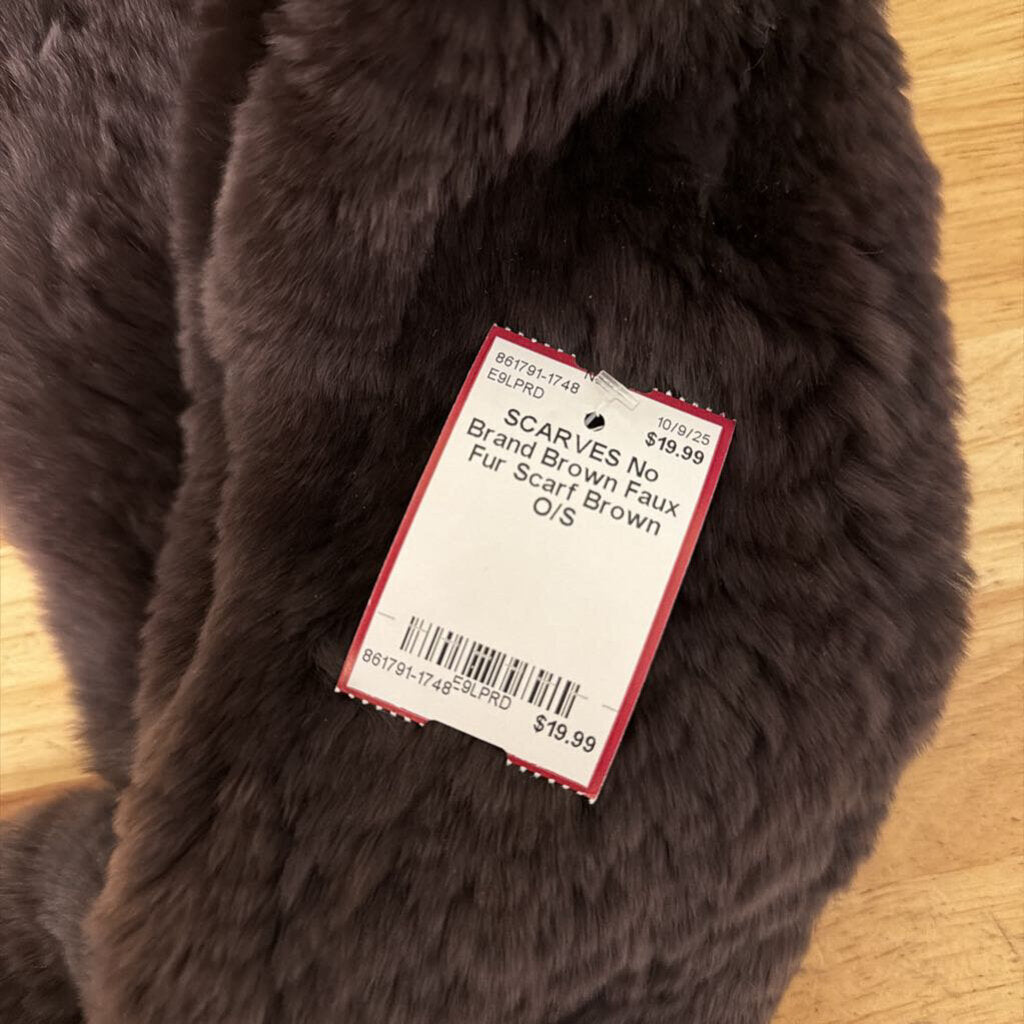 861791-1748 N
E9LPRD
10/9/25
$19.99
SCARVES No
Brand Brown Faux
Fur Scarf Brown
O/S
861791-1748 E9LPRD
$19.99